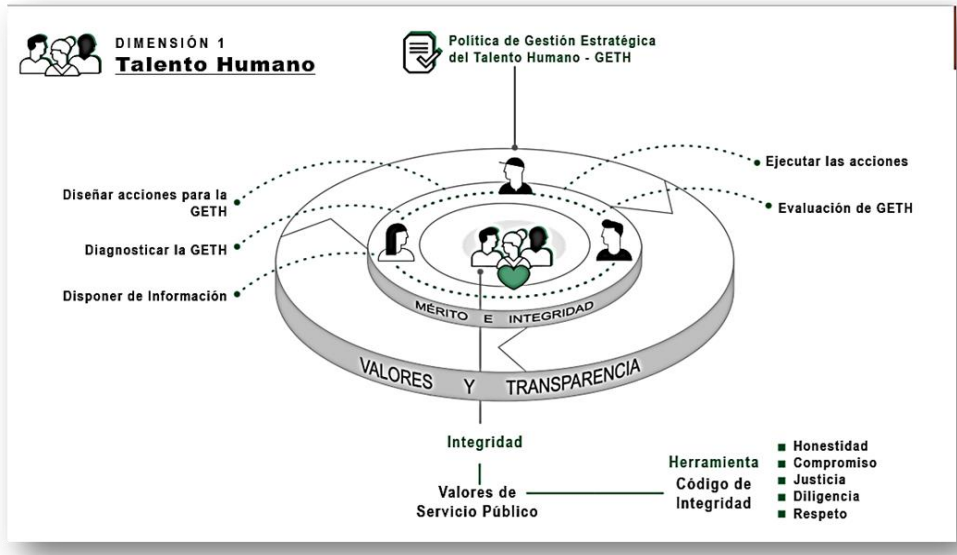 DIMENSIÓN 1
Talento Humano
Política de Gestión Estratégica
del Talento Humano - GETH
Diseñar acciones para la
GETH
Diagnosticar la GETH
Disponer de Información
Ejecutar las acciones
Evaluación de GETH
MÉRITO E INTEGRIDAD
VALORES Y TRANSPARENCIA
Integridad
Valores de
Servicio Público
Herramienta
Código de
Integridad
Honestidad
Compromiso
Justicia
Diligencia
Respeto